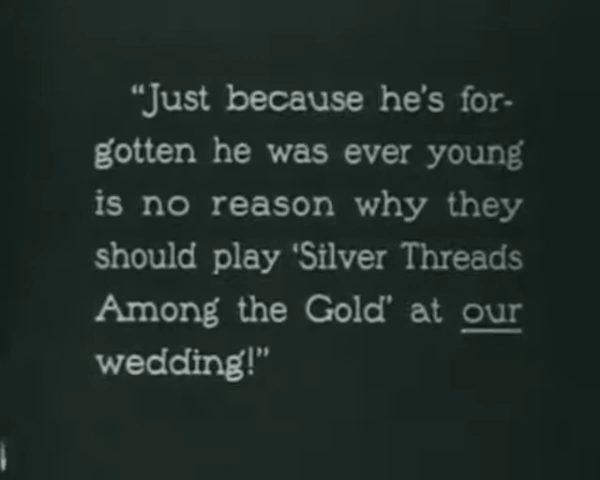 “Just because he's for-
gotten he was ever young
is no reason why they
should play ‘Silver Threads
Among the Gold’ at our
wedding!”